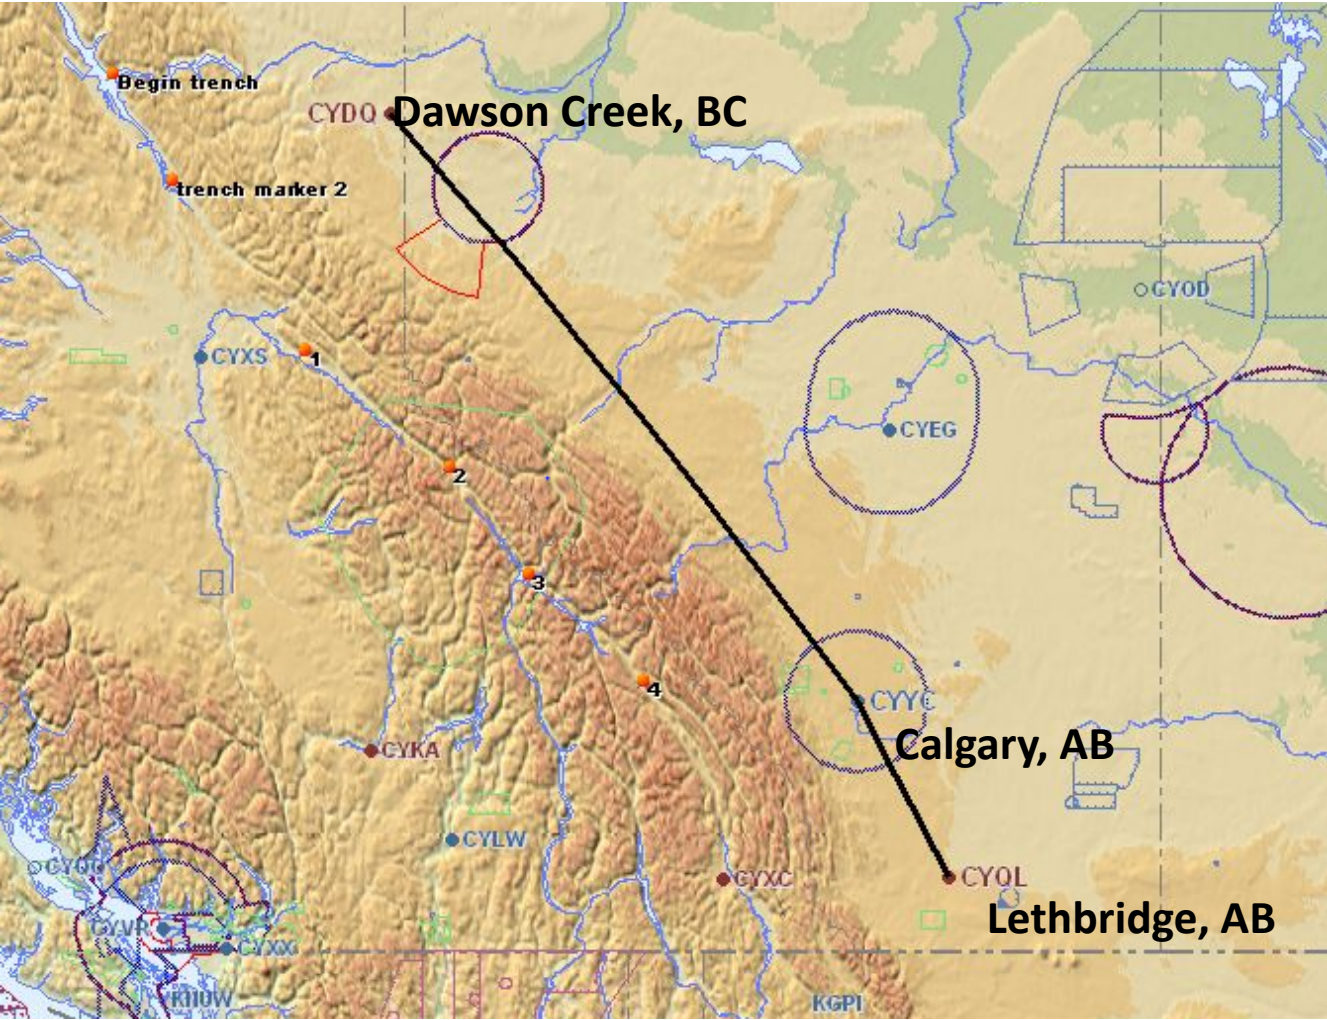 Begin trench
CYDQ
Dawson Creek, BC
trench marker 2
CYOD
CYXS
1
CYEG
2
3
4
CYYC
Calgary, AB
CYKA
CYLW
CYXC
CYQL
Lethbridge, AB
CYVR
CYXX
KNUW
KGPI